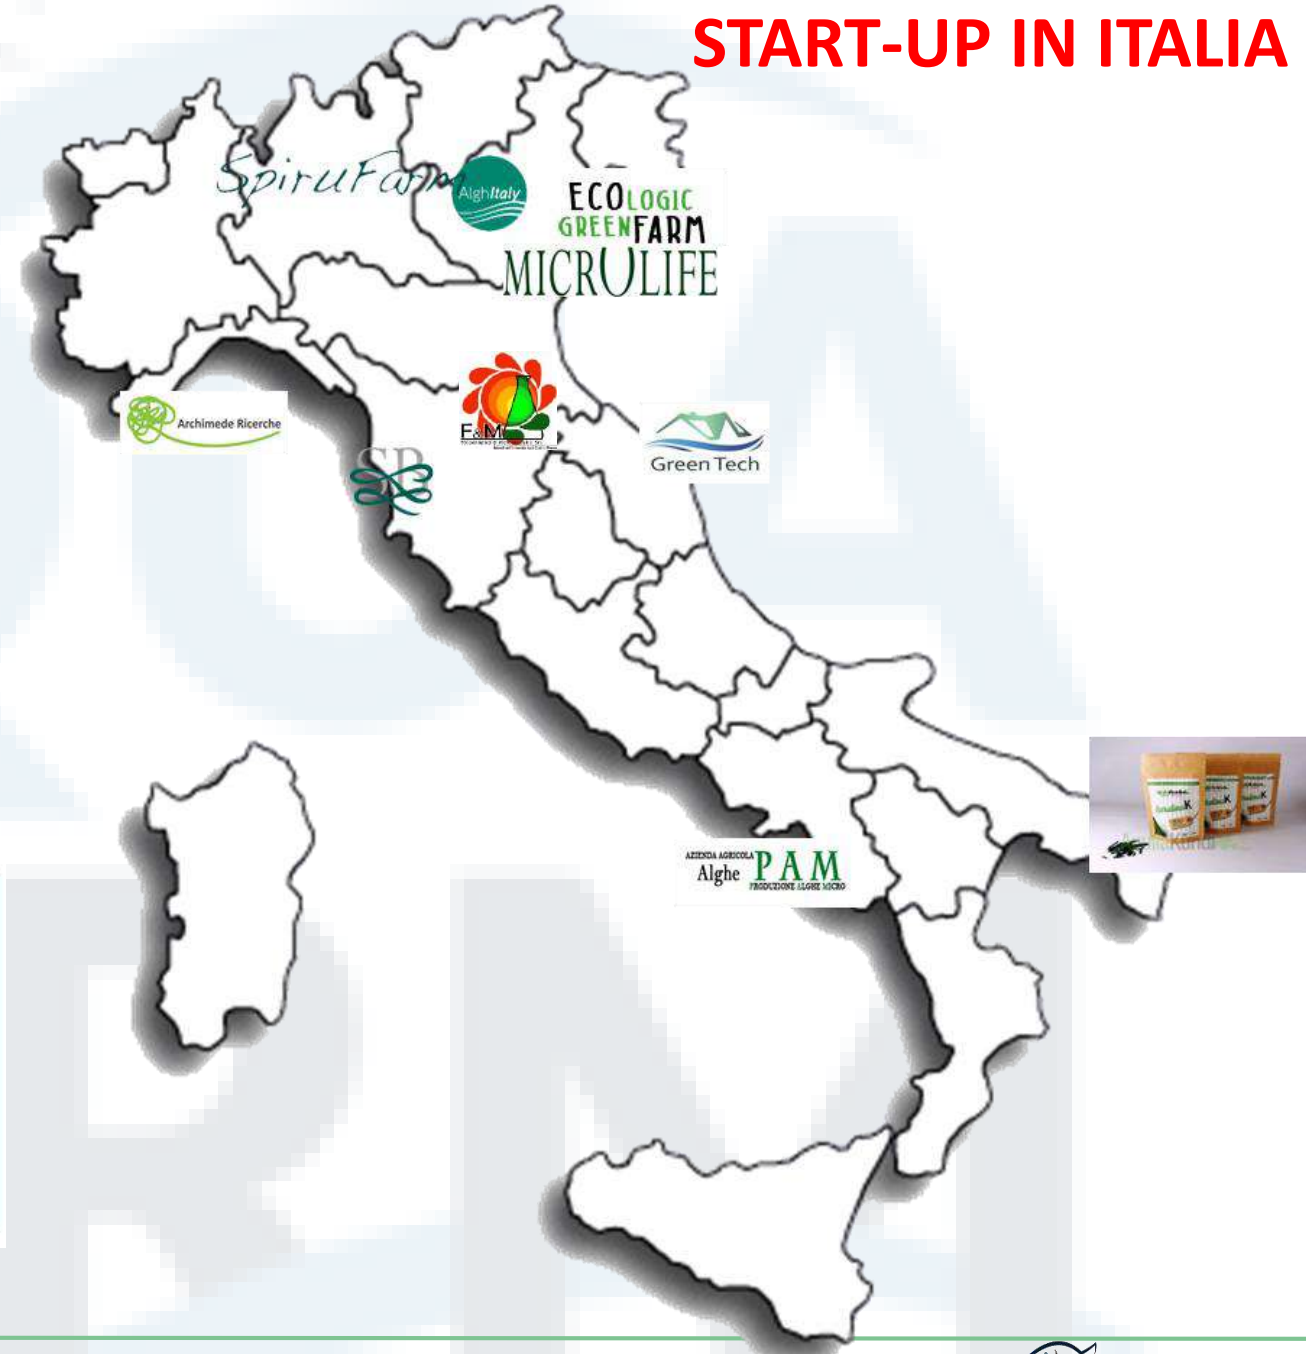 START-UP IN ITALIA
SpiruFarm
AlghItaly
ECOLOGIC
GREENFARM
MICROLIFE
Archimede Ricerche
F&M
SB
Green Tech
AZIENDA AGRICOLA
Alghe PAM
PRODUZIONE ALGHE MICRO